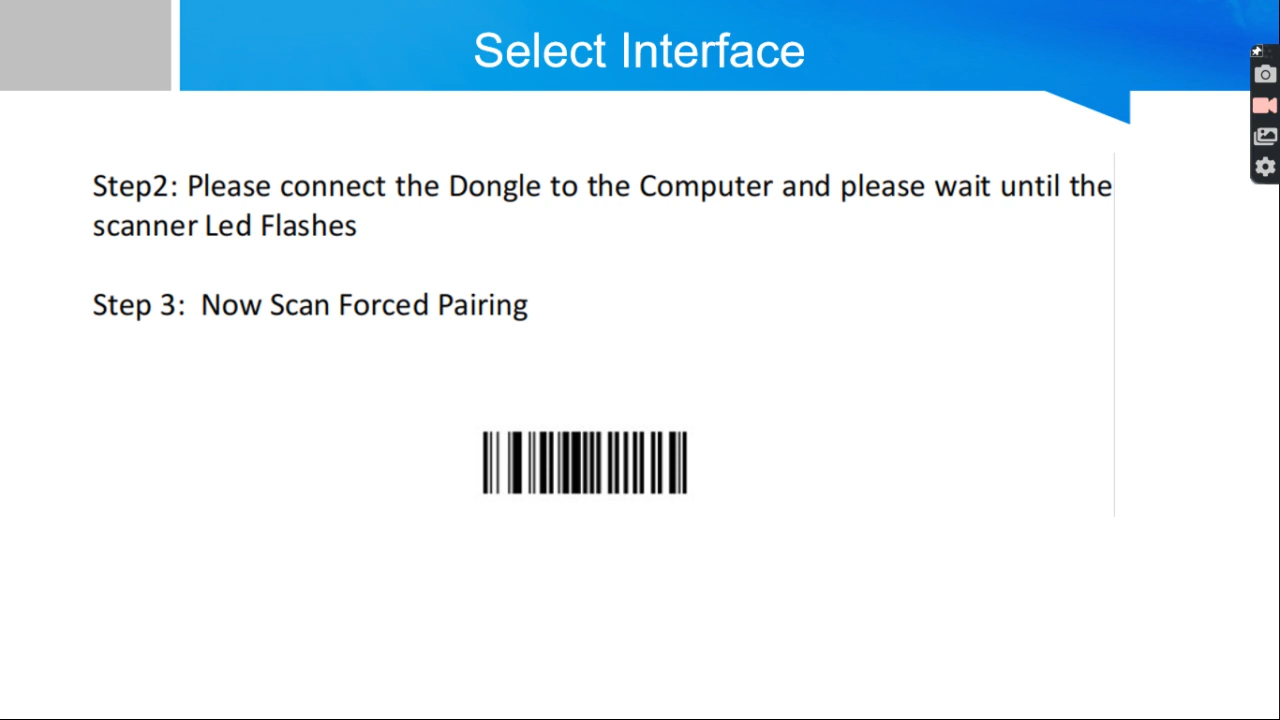 Select Interface
Step2: Please connect the Dongle to the Computer and please wait until the
scanner Led Flashes
Step 3:  Now Scan Forced Pairing